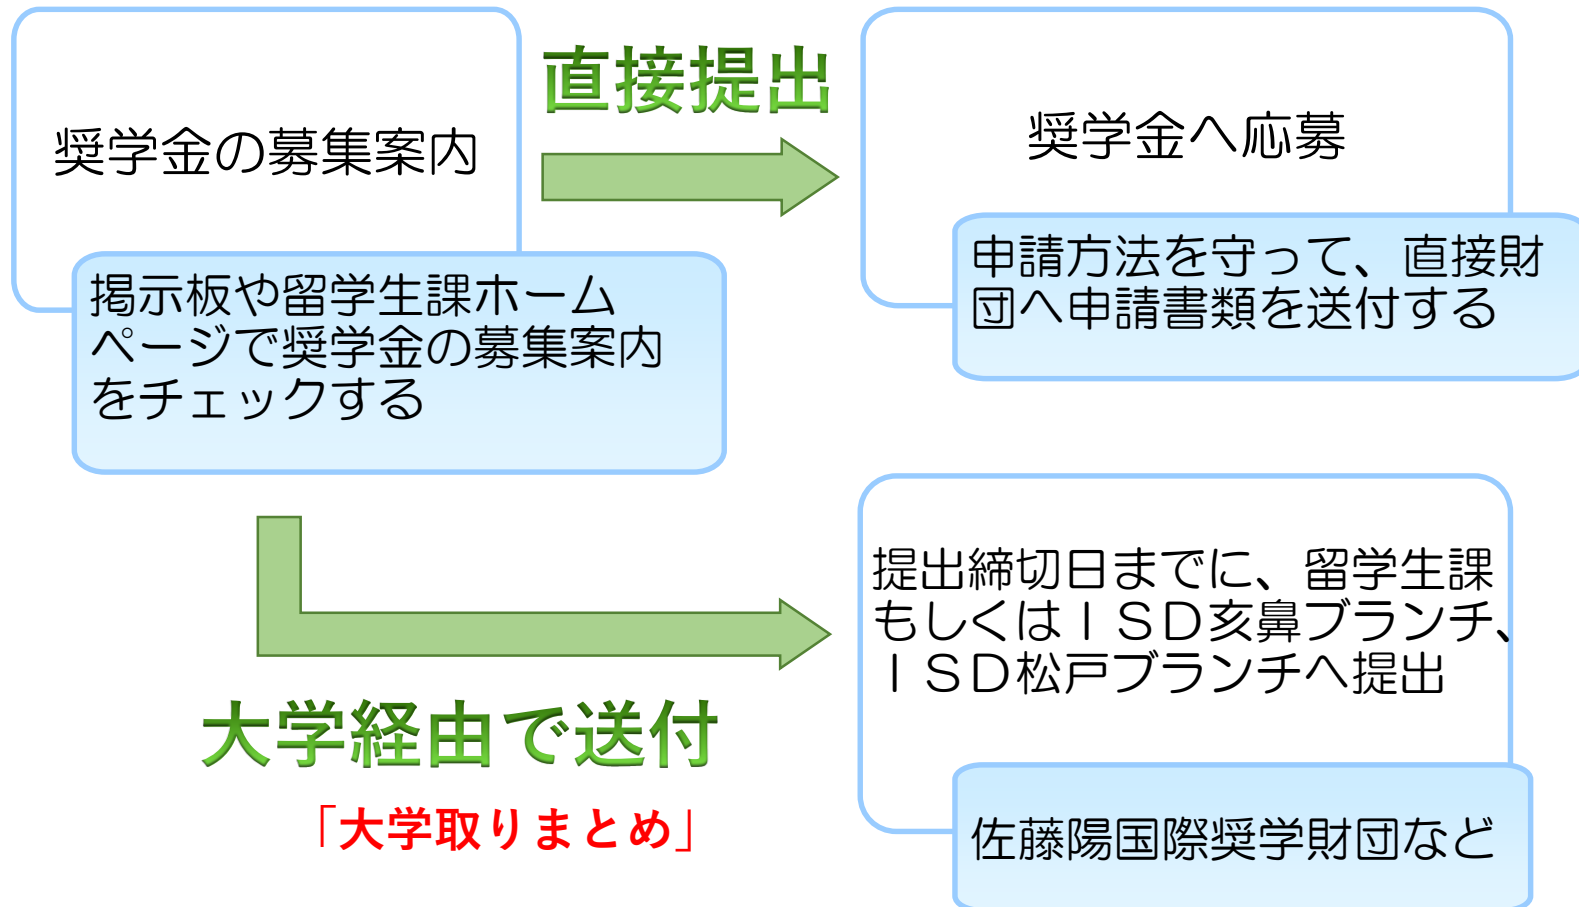 奨学金の募集案内
掲示板や留学生課ホーム
ページで奨学金の募集案内
をチェックする
直接提出
奨学金へ応募
申請方法を守って、直接財
団へ申請書類を送付する
大学経由で送付
「大学取りまとめ」
提出締切日までに、留学生課
もしくはＩＳＤ亥鼻ブランチ、
ＩＳＤ松戸ブランチへ提出
佐藤陽国際奨学財団など